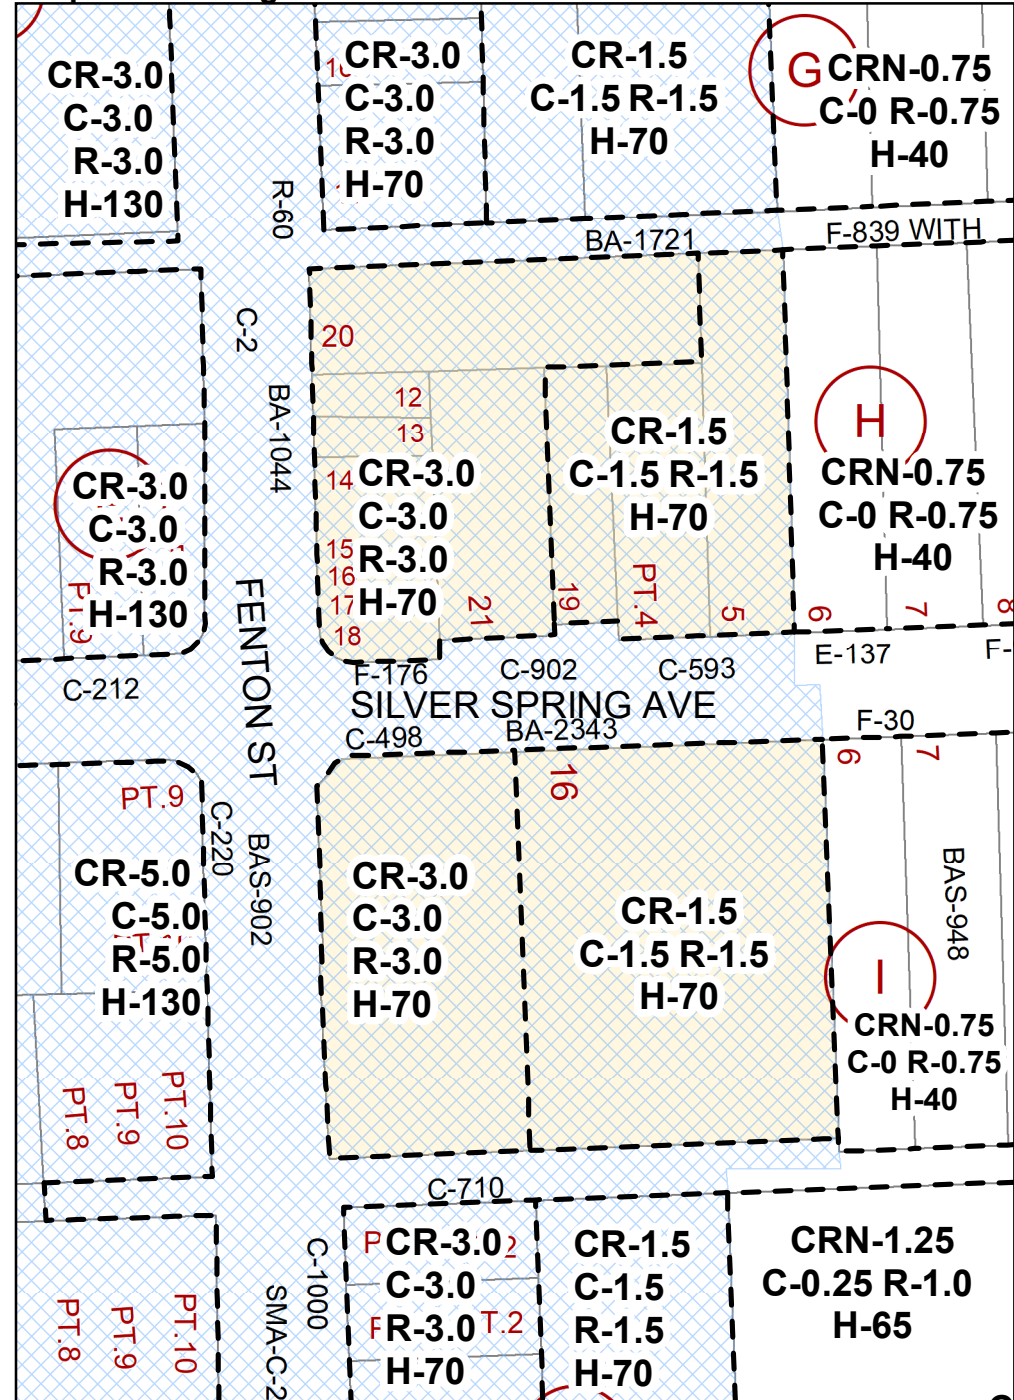 CR-3.0
C-3.0
R-3.0
H-130
CR-3.0
C-3.0
R-3.0
H-70
CR-1.5
C-1.5 R-1.5
H-70
G
CRN-0.75
C-0 R-0.75
H-40
R-60
BA-1721
F-839 WITH
C-2
BA-1044
20
12
13
14
15
16
17
18
CR-3.0
C-3.0
R-3.0
H-70
21
19
CR-1.5
C-1.5 R-1.5
H-70
PT.4
5
H
CRN-0.75
C-0 R-0.75
H-40
6
7
8
CR-3.0
C-3.0
R-3.0
H-130
PT.9
C-212
FENTON ST
F-176
C-902
C-593
E-137
F-
SILVER SPRING AVE
C-498
BA-2343
F-30
PT.9
C-220
BAS-902
CR-5.0
C-5.0
R-5.0
H-130
PT.8
PT.9
PT.10
CR-3.0
C-3.0
R-3.0
H-70
16
CR-1.5
C-1.5 R-1.5
H-70
6
7
BAS-948
I
CRN-0.75
C-0 R-0.75
H-40
C-710
C-1000
SMA-C-2
PT.8
PT.9
PT.10
CR-3.0
C-3.0
R-3.0
H-70
CR-1.5
C-1.5
R-1.5
H-70
CRN-1.25
C-0.25 R-1.0
H-65